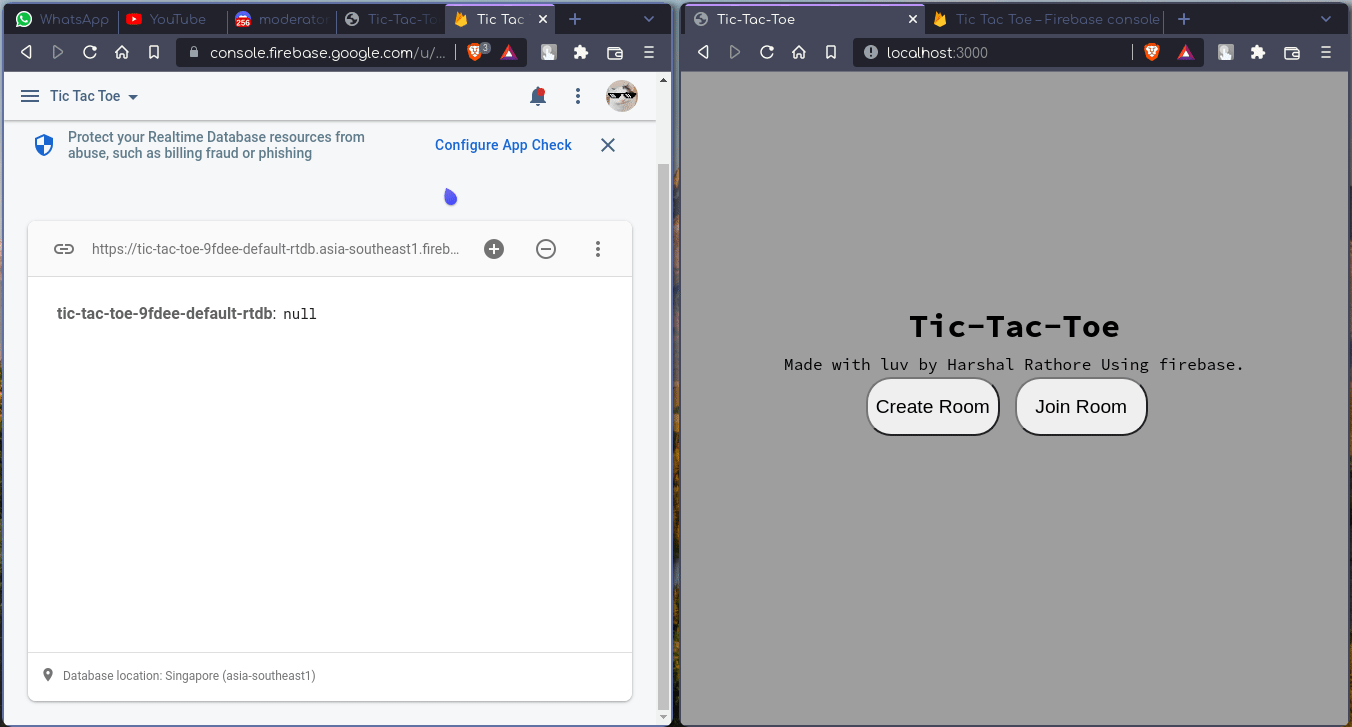 WhatsApp
YouTube
256
moderato
Tic-Tac-To
Tic Tac
console.firebase.google.com/u/...
3
Tic Tac Toe
Protect your Realtime Database resources from
abuse, such as billing fraud or phishing
Configure App Check
https://tic-tac-toe-9fdee-default-rtdb.asia-southeast1.fireb...
tic-tac-toe-9fdee-default-rtdb: null
Database location: Singapore (asia-southeast1)
Tic-Tac-Toe
Tic Tac Toe – Firebase console
localhost:3000
Tic-Tac-Toe
Made with luv by Harshal Rathore Using firebase.
Create Room
Join Room